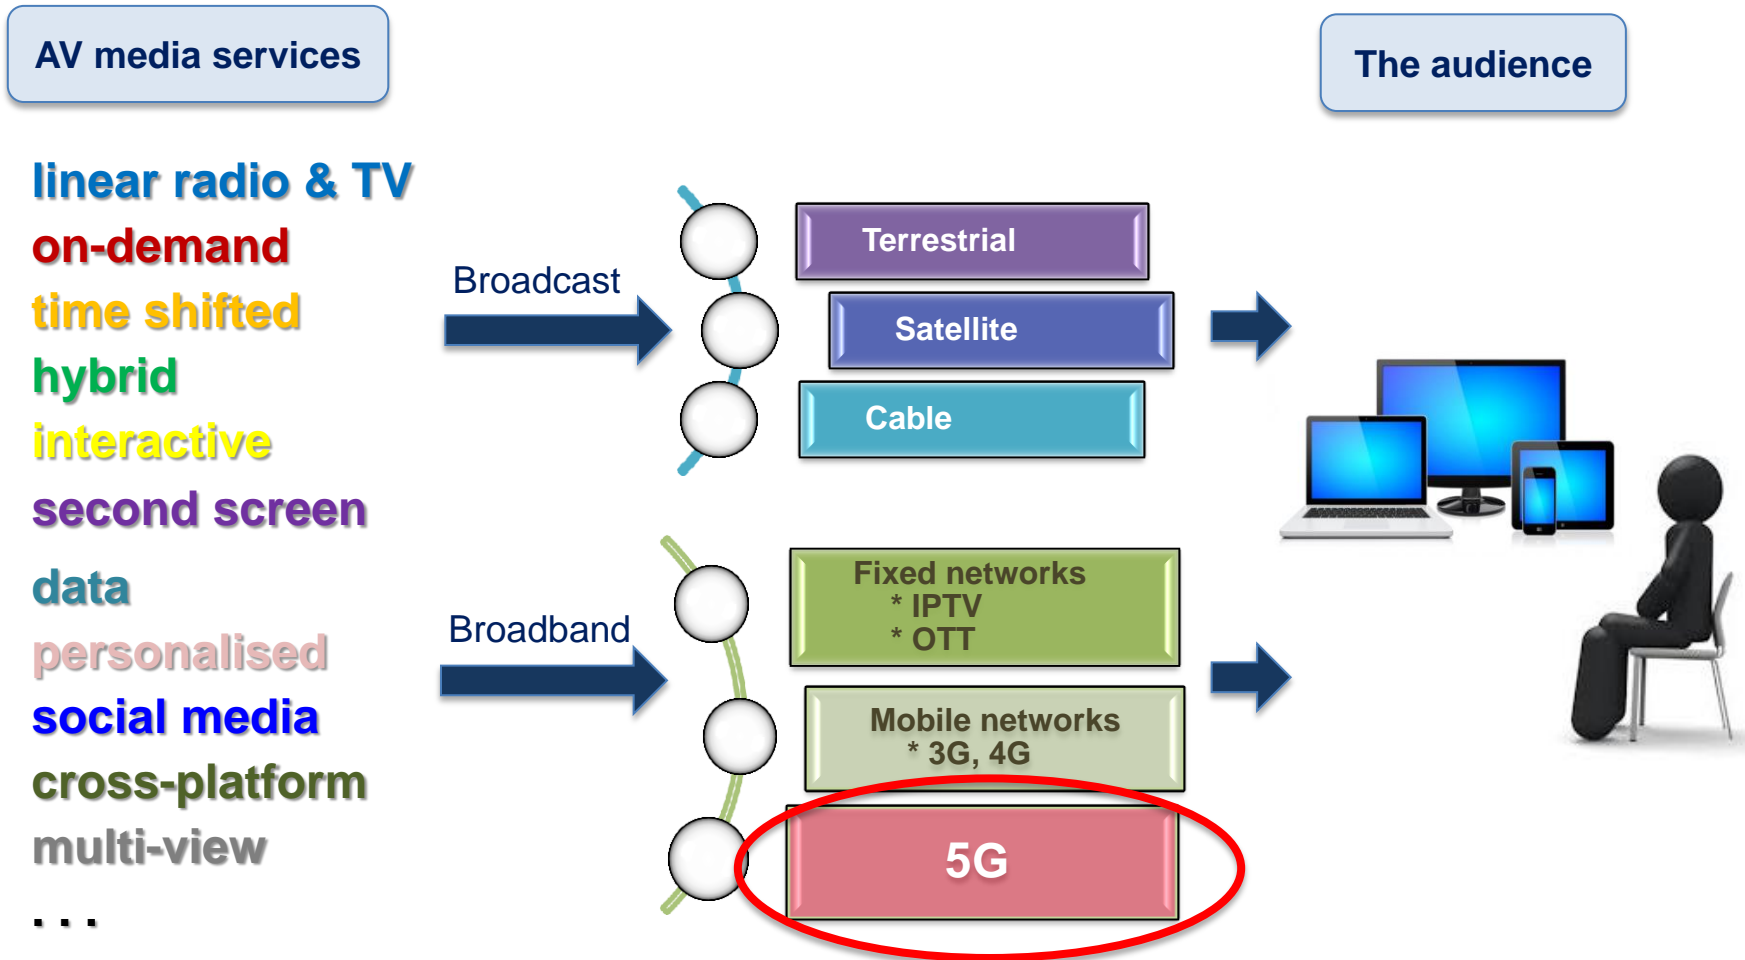 AV media services
The audience
linear radio & TV
on-demand
time shifted
hybrid
interactive
second screen
data
personalised
social media
cross-platform
multi-view
...
Broadcast
Terrestrial
Satellite
Cable
Broadband
Fixed networks
* IPTV
* OTT
Mobile networks
* 3G, 4G
5G